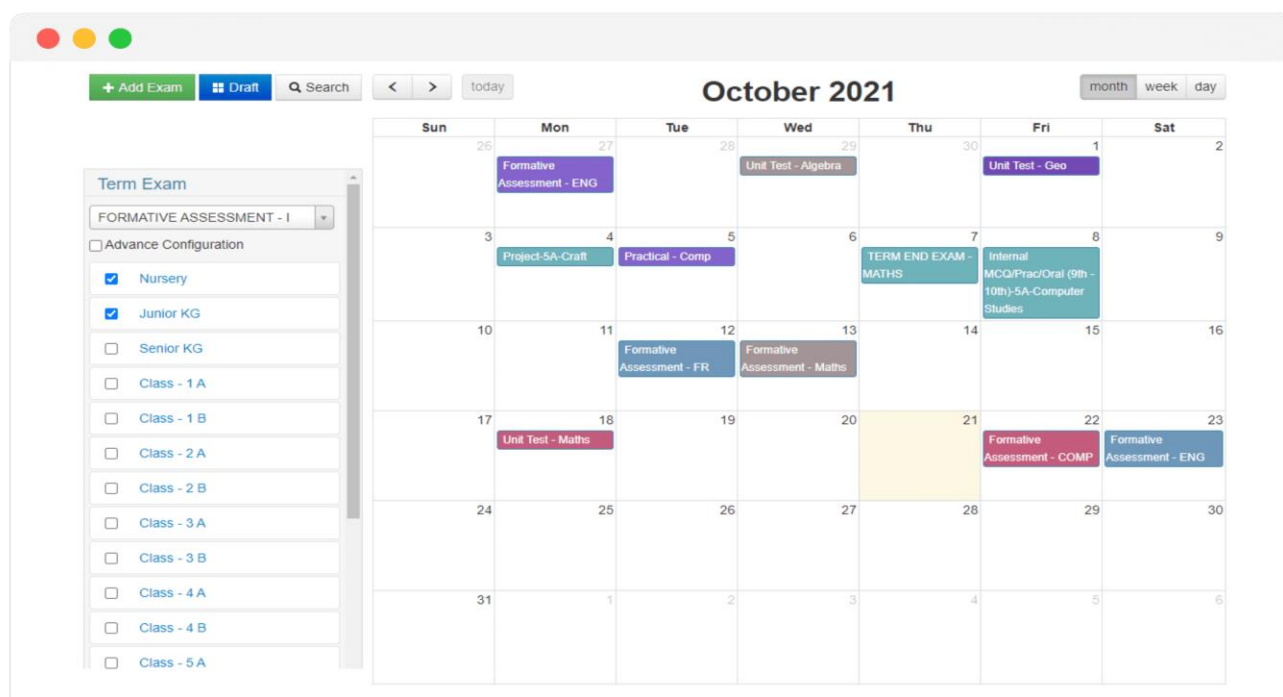 Add Exam Draft Search < > today October 2021 month week day
Term Exam
FORMATIVE ASSESSMENT - I
Advance Configuration
Nursery
Junior KG
Senior KG
Class - 1 A
Class - 1 B
Class - 2 A
Class - 2 B
Class - 3 A
Class - 3 B
Class - 4 A
Class - 4 B
Class - 5 A
Sun Mon Tue Wed Thu Fri Sat
26 27 28 29 30 1 2
Formative
Assessment - ENG
Unit Test - Algebra
Unit Test - Geo
3 4 5 6 7 8 9
Project-5A-Craft
Practical - Comp
TERM END EXAM -
MATHS
Internal
MCQ/Prac/Oral (9th -
10th)-5A-Computer
Studies
10 11 12 13 14 15 16
Formative
Assessment - FR
Formative
Assessment - Maths
17 18 19 20 21 22 23
Unit Test - Maths
Formative
Assessment - COMP
Formative
Assessment - ENG
24 25 26 27 28 29 30
31 1 2 3 4 5 6